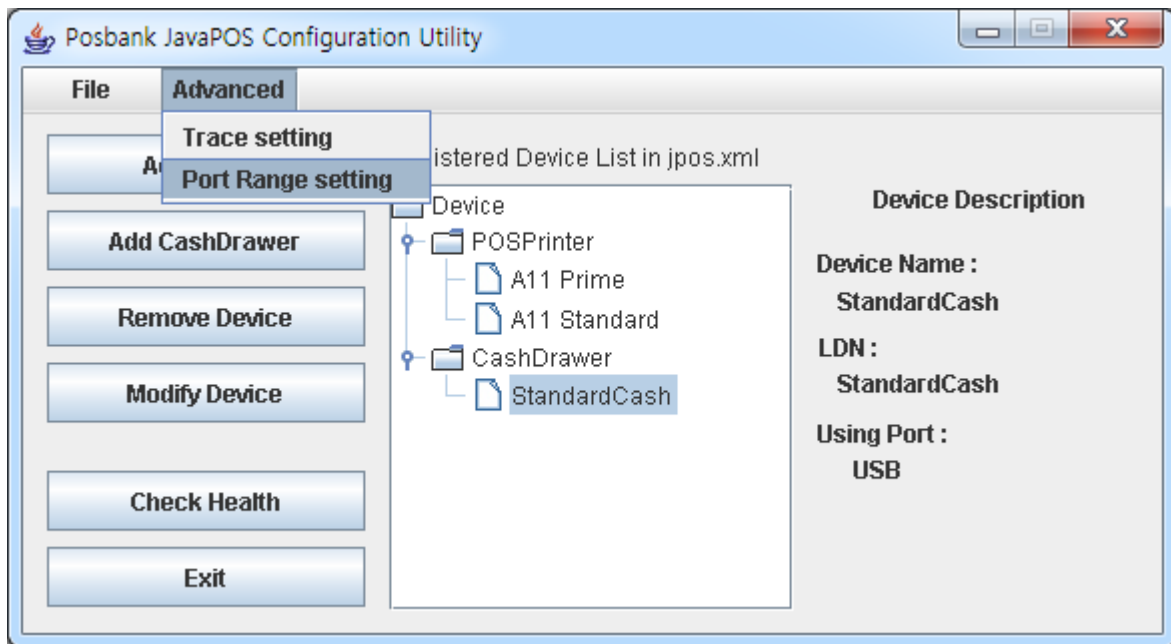 Posbank JavaPOS Configuration Utility
File Advanced
Trace setting
Port Range setting
istered Device List in jpos.xml
Add CashDrawer
Remove Device
Modify Device
Check Health
Exit
Device
POSPrinter
A11 Prime
A11 Standard
CashDrawer
StandardCash
Device Description
Device Name :
StandardCash
LDN :
StandardCash
Using Port :
USB